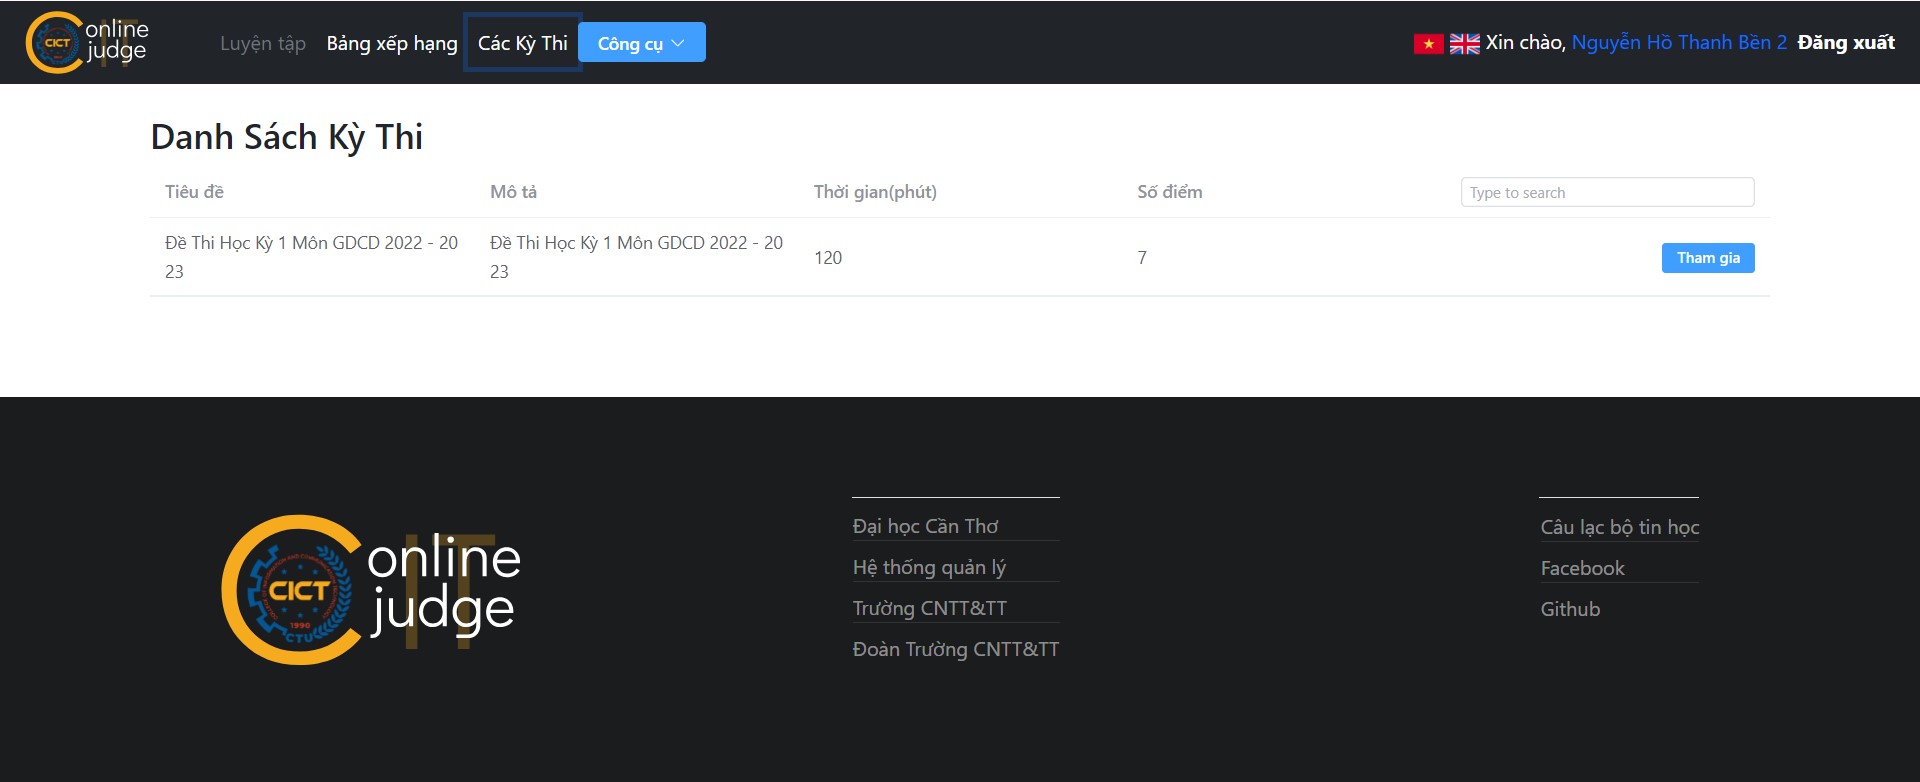 CICT online judge
Luyện tập Bảng xếp hạng Các Kỳ Thi Công cụ
Xin chào, Nguyễn Hồ Thanh Bền 2 Đăng xuất
Danh Sách Kỳ Thi
Tiêu đề Mô tả Thời gian(phút) Số điểm Type to search
Đề Thi Học Kỳ 1 Môn GDCD 2022 - 20
23
Đề Thi Học Kỳ 1 Môn GDCD 2022 - 20
23
120
7
Tham gia
online
judge
IT
CICT
1990
CTU
Đại học Cần Thơ
Hệ thống quản lý
Trường CNTT&TT
Đoàn Trường CNTT&TT
Câu lạc bộ tin học
Facebook
Github